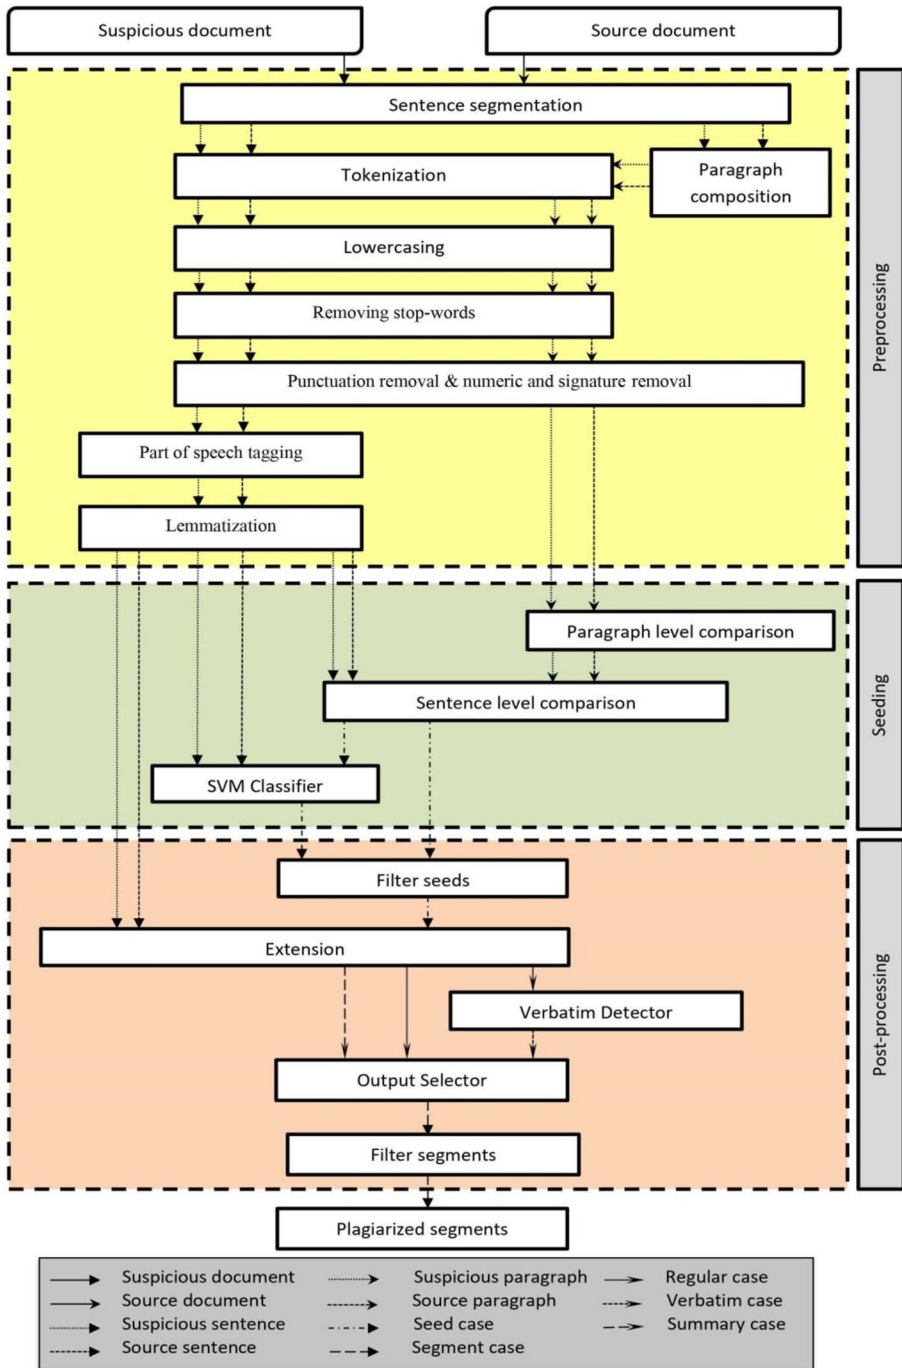 Suspicious document
Source document
Sentence segmentation
Tokenization
Paragraph
composition
Lowercasing
Removing stop-words
Punctuation removal & numeric and signature removal
Part of speech tagging
Lemmatization
Preprocessing
Paragraph level comparison
Sentence level comparison
SVM Classifier
Seeding
Filter seeds
Extension
Verbatim Detector
Output Selector
Filter segments
Post-processing
Plagiarized segments
Suspicious document
Source document
Suspicious sentence
Source sentence
Suspicious paragraph
Source paragraph
Seed case
Segment case
Regular case
Verbatim case
Summary case